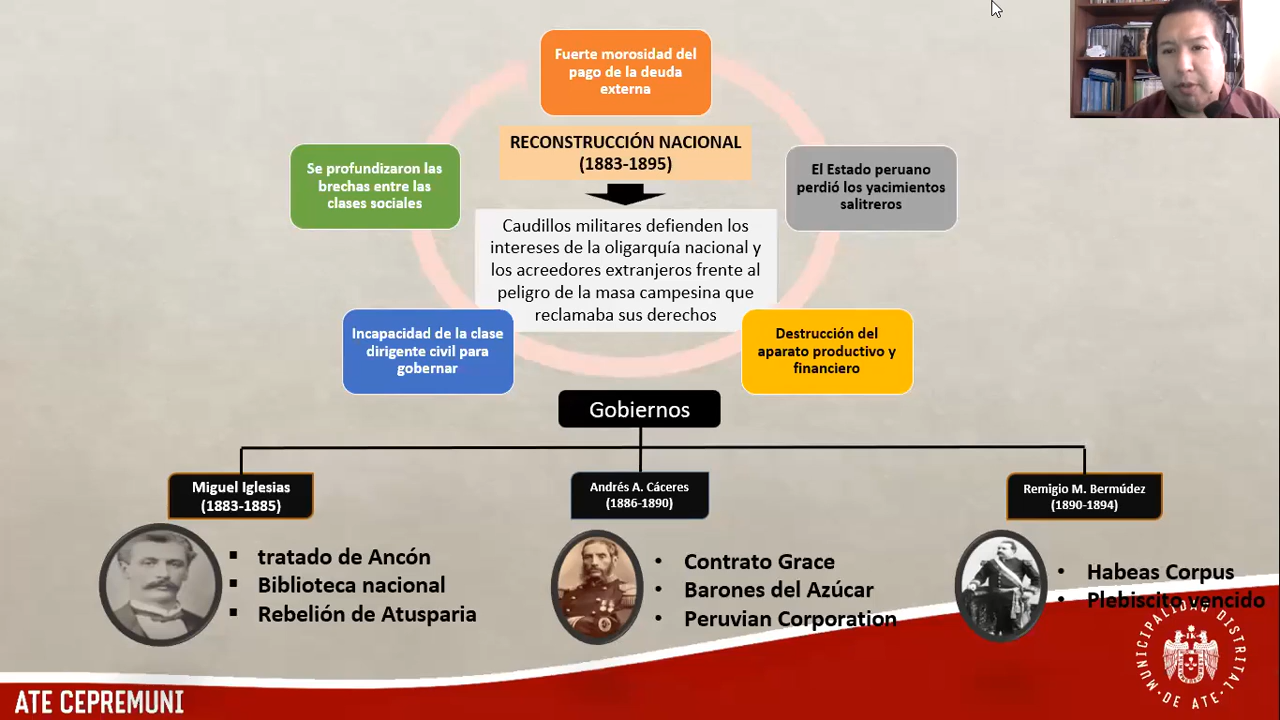 Fuerte morosidad del
pago de la deuda
externa
RECONSTRUCCIÓN NACIONAL
(1883-1895)
Se profundizaron las
brechas entre las
clases sociales
El Estado peruano
perdió los yacimientos
salitreros
Caudillos militares defienden los
intereses de la oligarquía nacional y
los acreedores extranjeros frente al
peligro de la masa campesina que
reclamaba sus derechos
Incapacidad de la clase
dirigente civil para
gobernar
Destrucción del
aparato productivo y
financiero
Gobiernos
Miguel Iglesias
(1883-1885)
▪ tratado de Ancón
▪ Biblioteca nacional
▪ Rebelión de Atusparia
Andrés A. Cáceres
(1886-1890)
• Contrato Grace
• Barones del Azúcar
• Peruvian Corporation
Remigio M. Bermúdez
(1890-1894)
• Habeas Corpus
• Plebiscito vencido
ATE CEPREMUNI
MUNICIPALIDAD DISTRITAL
DE ATE